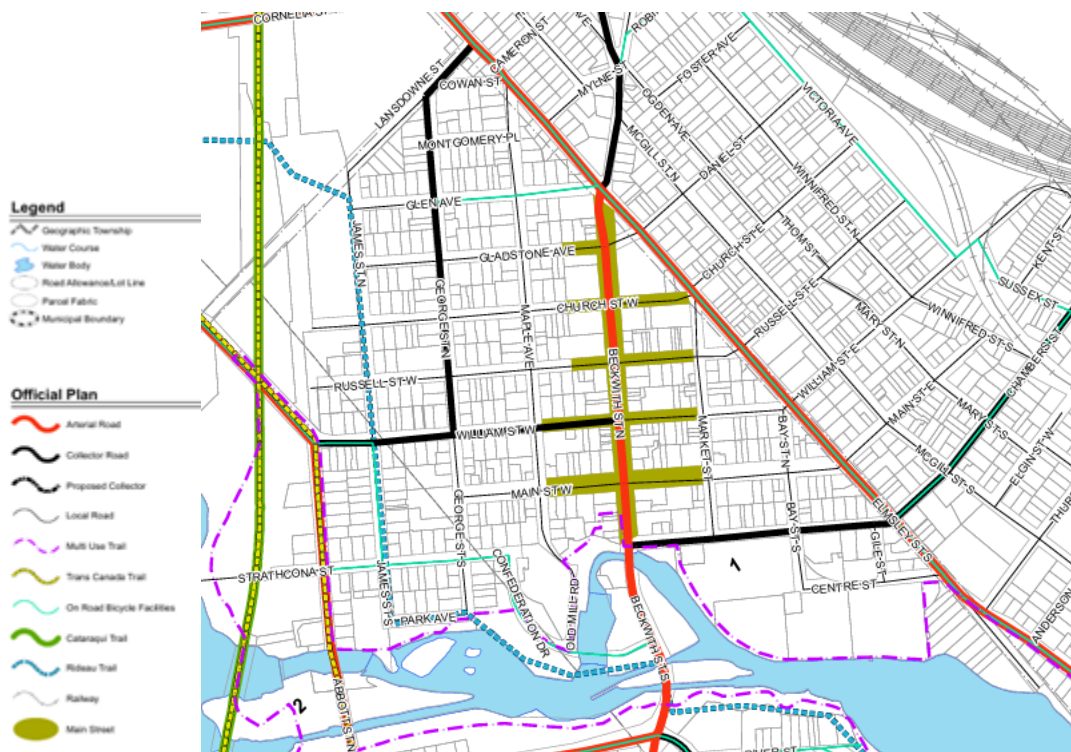 Legend
Geographic Township
Water Course
Water Body
Road Allowance/Lot Line
Parcel Fabric
Municipal Boundary
Official Plan
Arterial Road
Collector Road
Proposed Collector
Local Road
Multi Use Trail
Trans Canada Trail
On Road Bicycle Facilities
Cataraqui Trail
Rideau Trail
Railway
Main Street
CORNELIA ST
LANSDOWNE ST
COWAN ST
CAMERON ST
MYLNE S
FOSTER AVE
OGDEN AVE
VICTORIA AVE
MONTGOMERY PL
MCGILL ST N
DANIEL ST
WINNIFRED ST N
GLEN AVE
JAMES ST N
GLADSTONE AVE
CHURCH ST E
THOM ST
KENT ST
SUSSEX ST
GEORGE ST N
MAPLE AVE
CHURCH ST W
RUSSELL ST E
MARY ST N
WINNIFRED ST S
CHAMBERS ST
RUSSELL ST W
BECKWITH ST N
WILLIAM ST E
MAIN ST E
MARY ST S
WILLIAM ST W
MARKET ST
BAY ST N
MCGILL ST S
ELGIN ST W
MAIN ST W
GEORGE ST S
BAY ST S
ELMSLEY ST S
THUR
STRATHCONA ST
JAMES ST S
CONFEDERATION DR
OLD MILL RD
1
GILE ST
CENTRE ST
PARK AVE
BECKWITH ST S
ANDERSON
2
ABBOTT ST N
RIVER ST